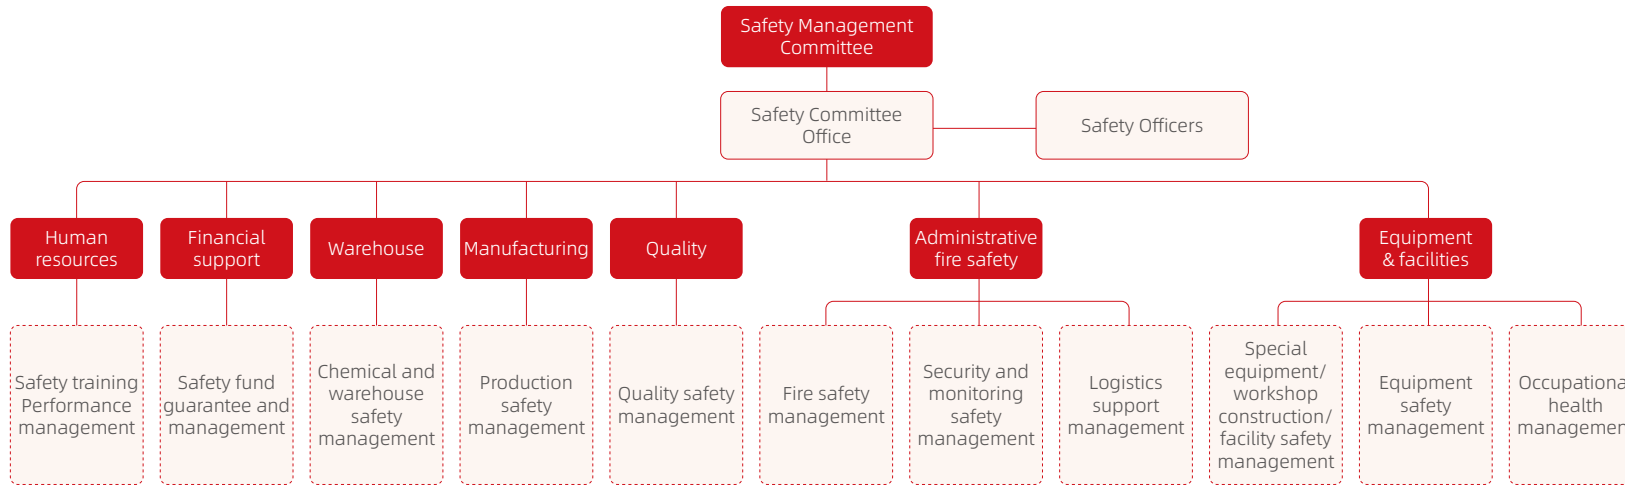 Safety Management
Committee
Safety Committee
Office
Safety Officers
Human
resources
Financial
support
Warehouse
Manufacturing
Quality
Administrative
fire safety
Equipment
& facilities
Safety training
Performance
management
Safety fund
guarantee and
management
Chemical and
warehouse
safety
management
Production
safety
management
Quality safety
management
Fire safety
management
Security and
monitoring
safety
management
Logistics
support
management
Special
equipment/
workshop
construction/
facility safety
management
Equipment
safety
management
Occupationa
health
managemen